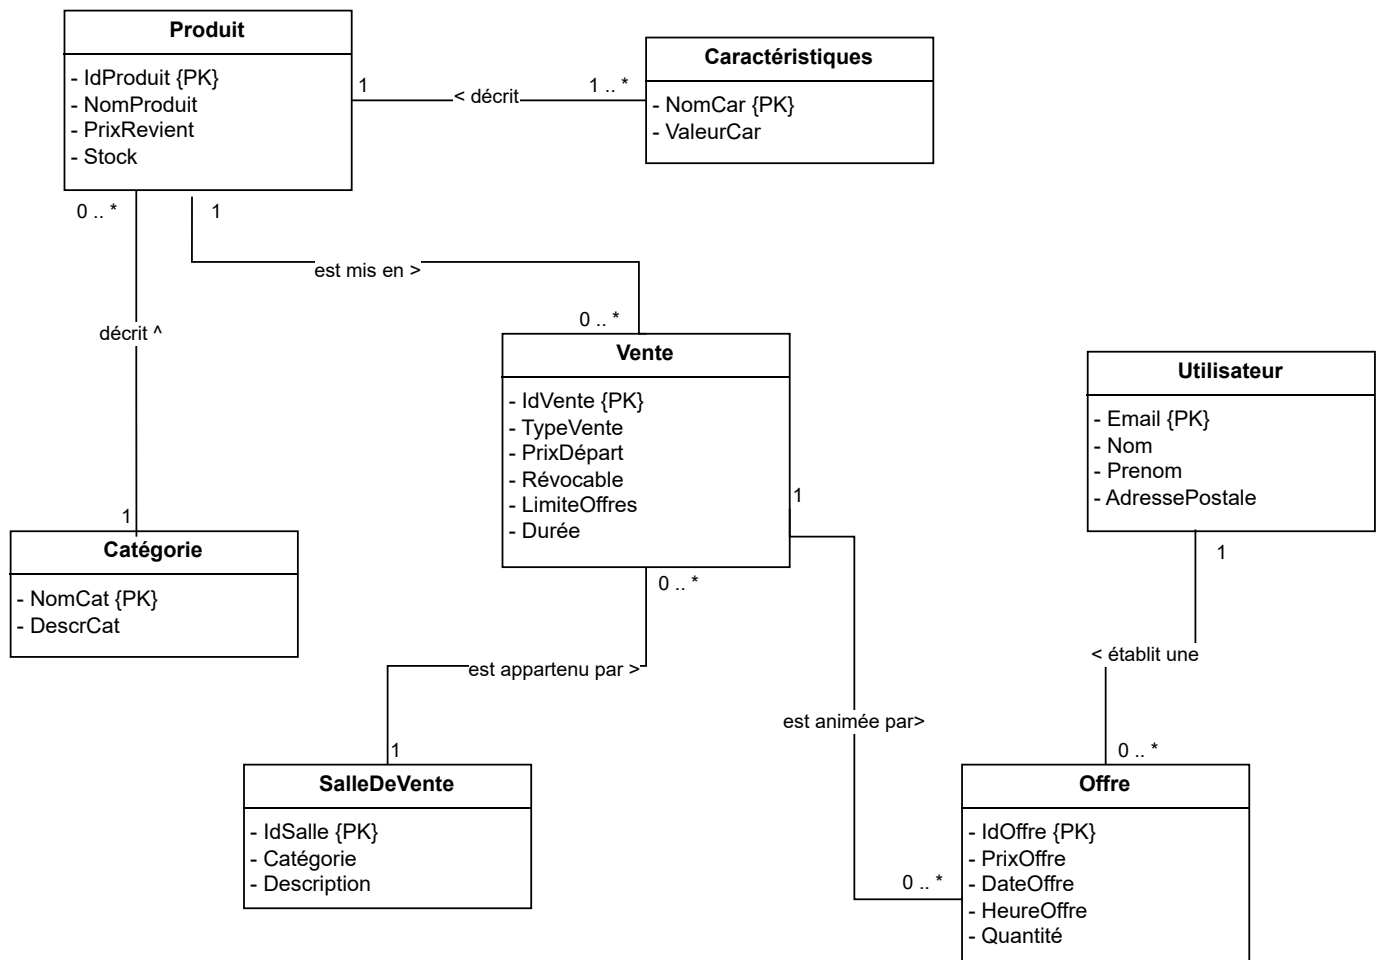 Produit
- IdProduit {PK}
- NomProduit
- PrixRevient
- Stock
Caractéristiques
- NomCar {PK}
- ValeurCar
1
< décrit
1 .. *
0 .. *
1
est mis en >
0 .. *
décrit ^
1
Vente
- IdVente {PK}
- TypeVente
- PrixDépart
- Révocable
- LimiteOffres
- Durée
Utilisateur
- Email {PK}
- Nom
- Prenom
- AdressePostale
1
1
Catégorie
- NomCat {PK}
- DescrCat
0 .. *
est appartenu par >
< établit une
est animée par>
1
0 .. *
SalleDeVente
- IdSalle {PK}
- Catégorie
- Description
0 .. *
Offre
- IdOffre {PK}
- PrixOffre
- DateOffre
- HeureOffre
- Quantité